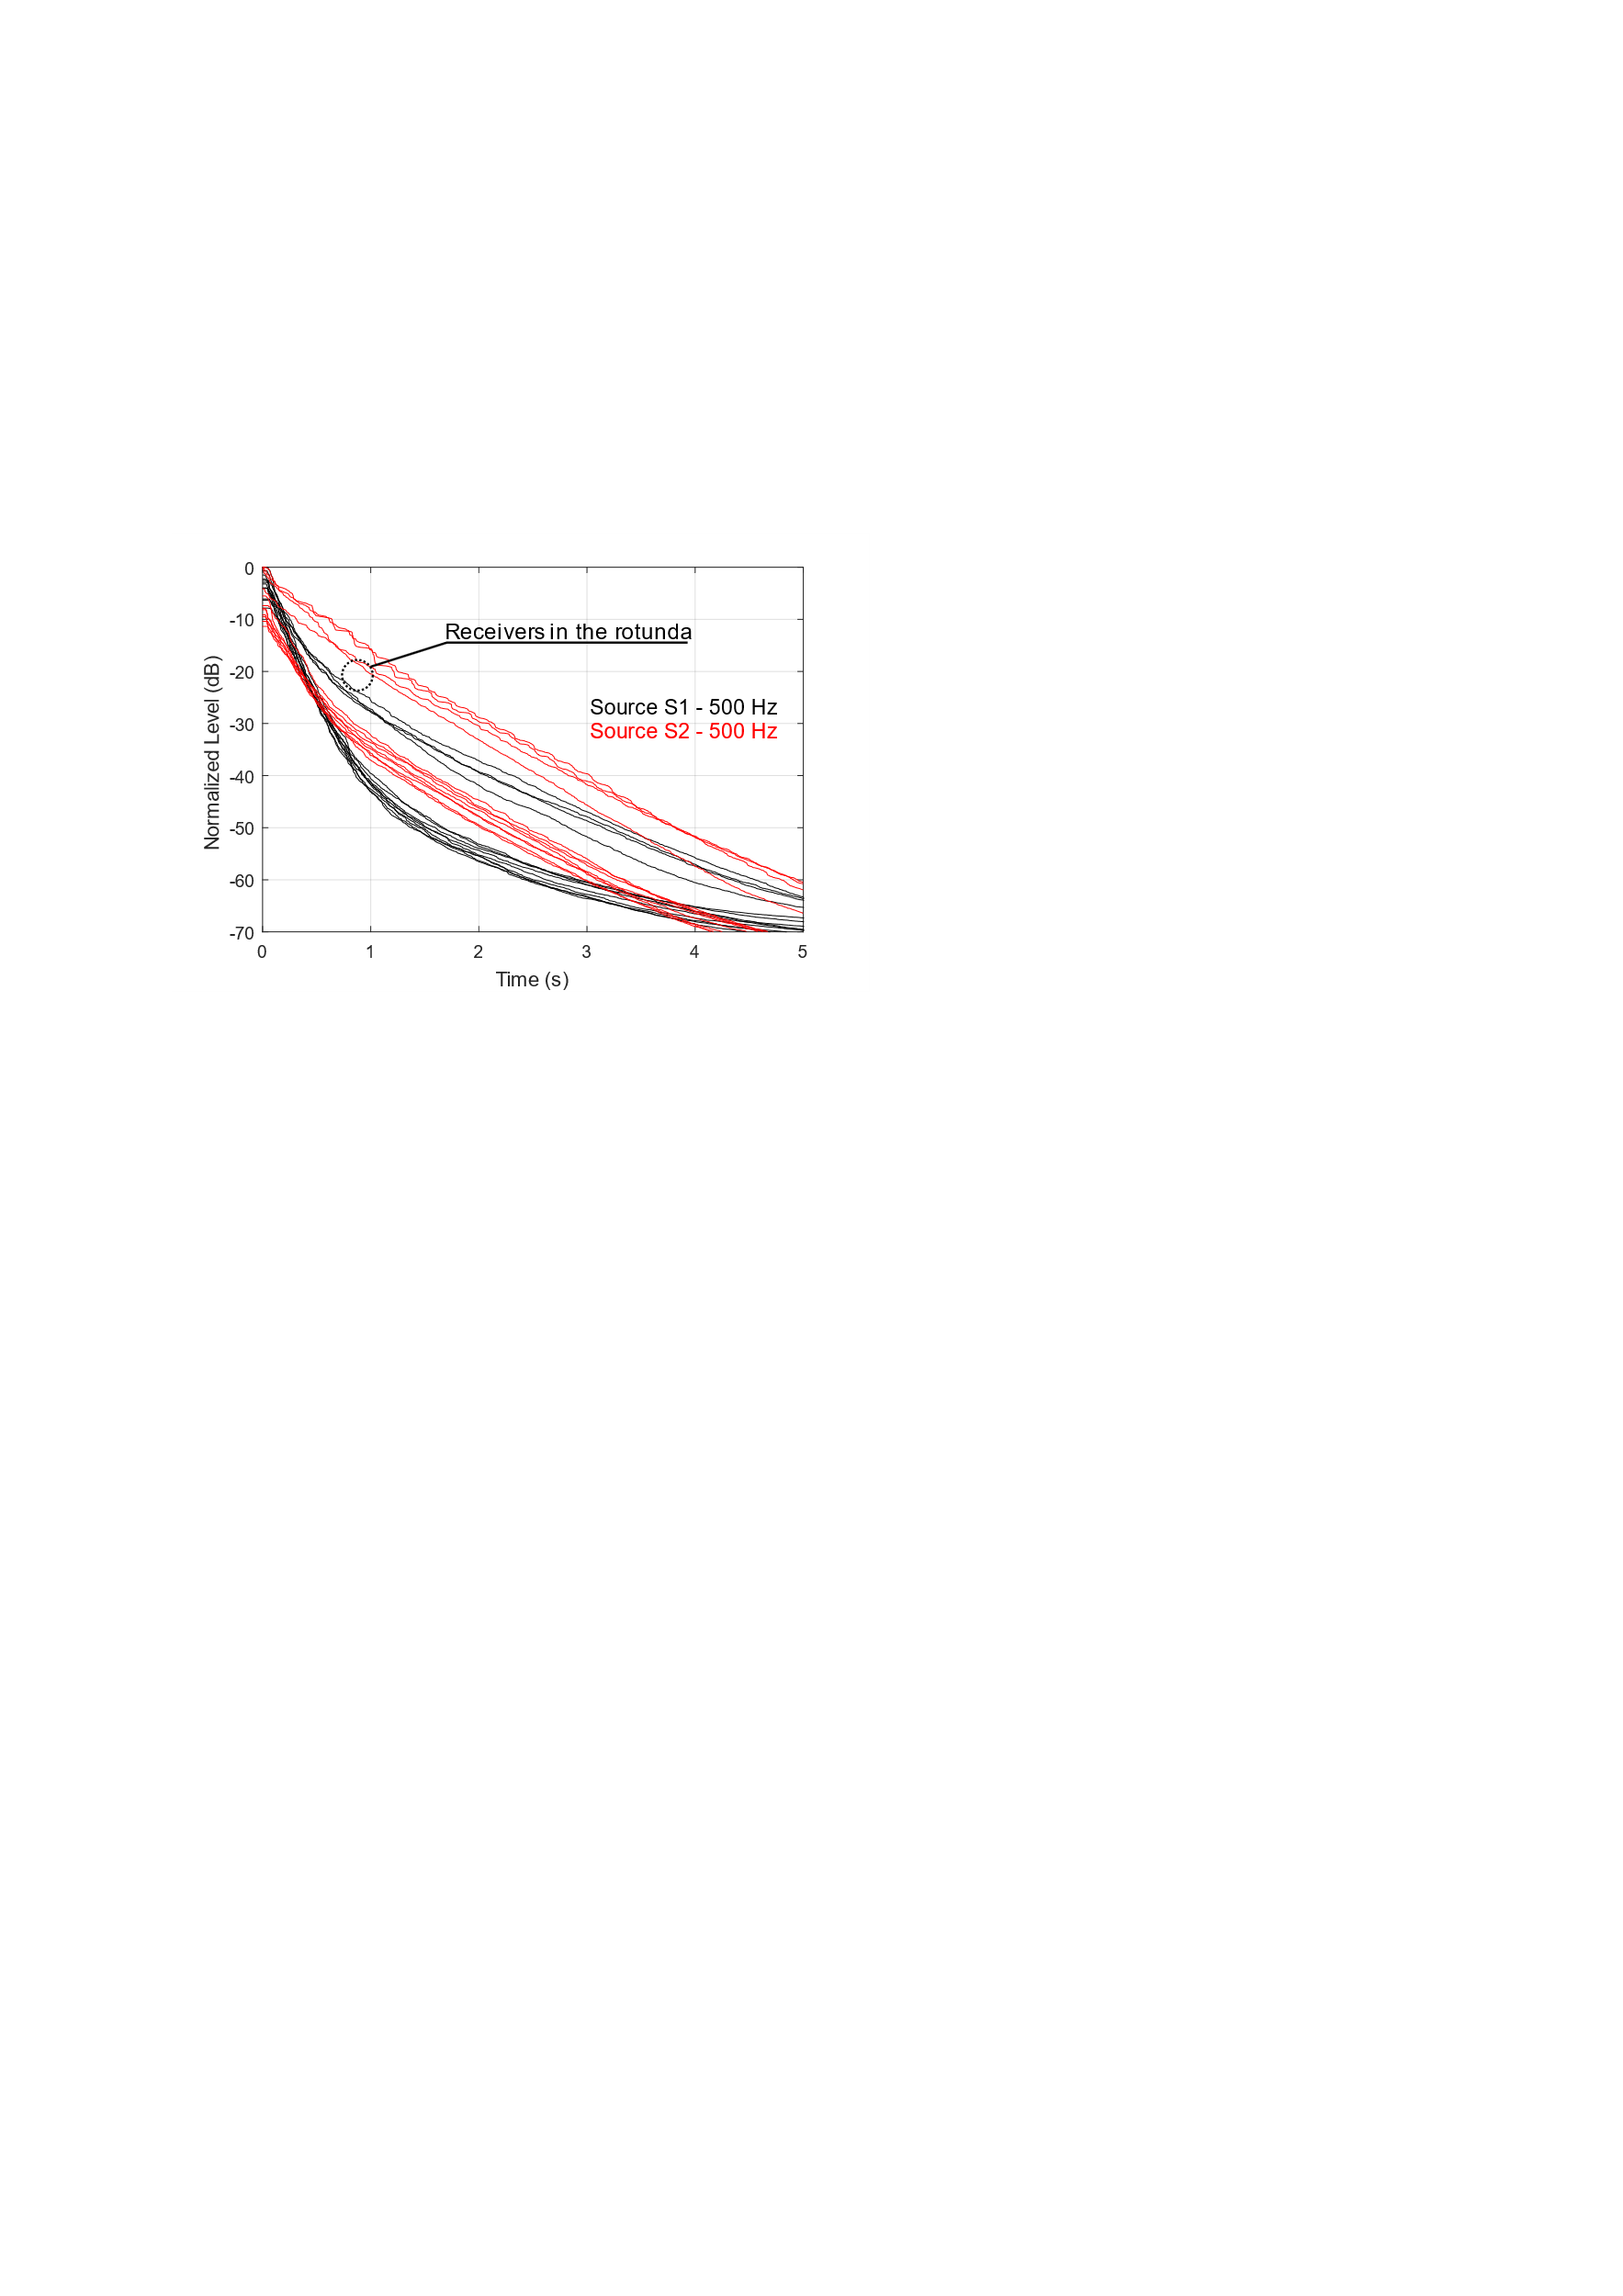 0
-10
-20
-30
-40
-50
-60
-70
Normalized Level (dB)
Receivers in the rotunda
Source S1 - 500 Hz
Source S2 - 500 Hz
0 1 2 3 4 5
Time (s)